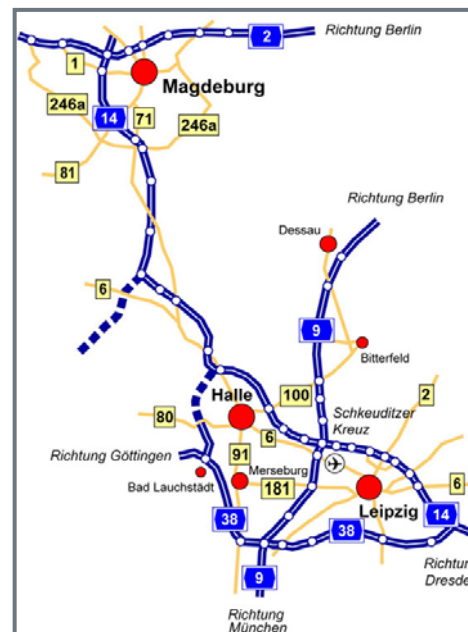 Richtung Berlin
2
1
Magdeburg
246a
14
71
246a
81
Richtung Berlin
Dessau
6
9
Bitterfeld
100
2
Halle
Schkeuditzer
Kreuz
80
6
Richtung Göttingen
91
Merseburg
181
6
Bad Lauchstädt
Leipzig
14
38
38
Richtun
Dresde
9
Richtung
München